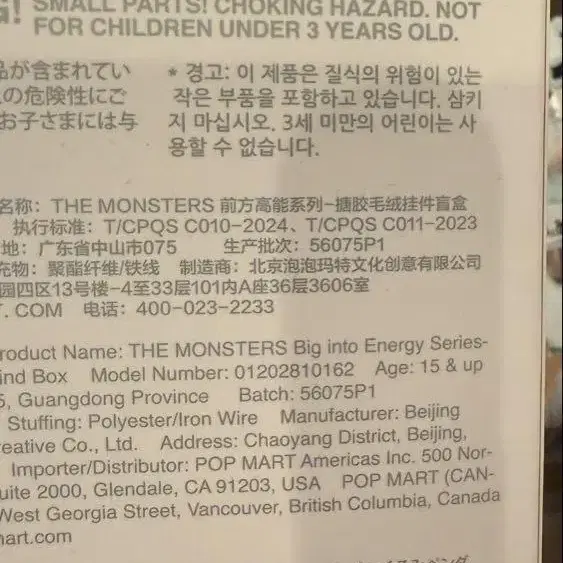 SMALL PARTS! CHOKING HAZARD. NOT
FOR CHILDREN UNDER 3 YEARS OLD.
品が含まれてい
の危険性にご
お子さまには与
* 경고: 이 제품은 질식의 위험이 있는
작은 부품을 포함하고 있습니다. 삼키
지 마십시오. 3세 미만의 어린이는 사
용할 수 없습니다.
名称: THE MONSTERS 前方高能系列-搪胶毛绒挂件盲盒
执行标准: T/CPQS C010-2024、T/CPQS C011-2023
地: 广东省中山市075 生产批次: 56075P1
充物: 聚酯纤维/铁线 制造商: 北京泡泡玛特文化创意有限公司
园四区13号楼-4至33层101内A座36层3606室
T. COM 电话: 400-023-2233
roduct Name: THE MONSTERS Big into Energy Series-
ind Box Model Number: 01202810162 Age: 15 & up
5, Guangdong Province Batch: 56075P1
Stuffing: Polyester/Iron Wire Manufacturer: Beijing
reative Co., Ltd. Address: Chaoyang District, Beijing,
Importer/Distributor: POP MART Americas Inc. 500 Nor-
uite 2000, Glendale, CA 91203, USA POP MART (CAN-
West Georgia Street, Vancouver, British Columbia, Canada
mart.com